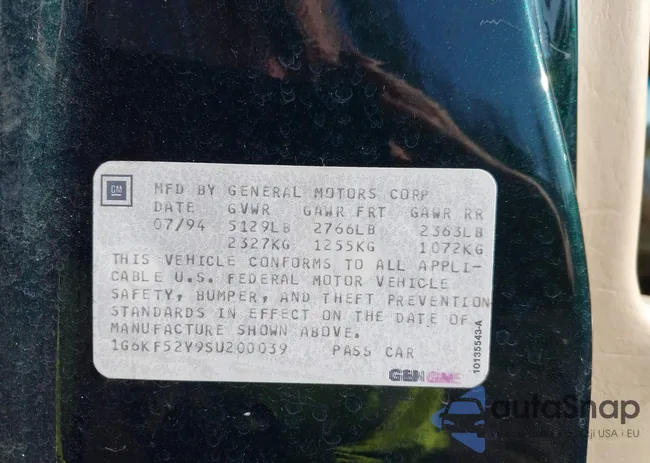 GM
MFD BY GENERAL MOTORS CORP
DATE GVWR GAWR FRT GAWR RR
07/94 5129LB 2766LB 2363LB
2327KG 1255KG 1072KG
THIS VEHICLE CONFORMS TO ALL APPLI-
CABLE U.S. FEDERAL MOTOR VEHICLE
SAFETY, BUMPER, AND THEFT PREVENTION
STANDARDS IN EFFECT ON THE DATE OF
MANUFACTURE SHOWN ABOVE.
1G6KF52Y9SU200039 PASS CAR
10135543-A
autoSnap
USA i EU